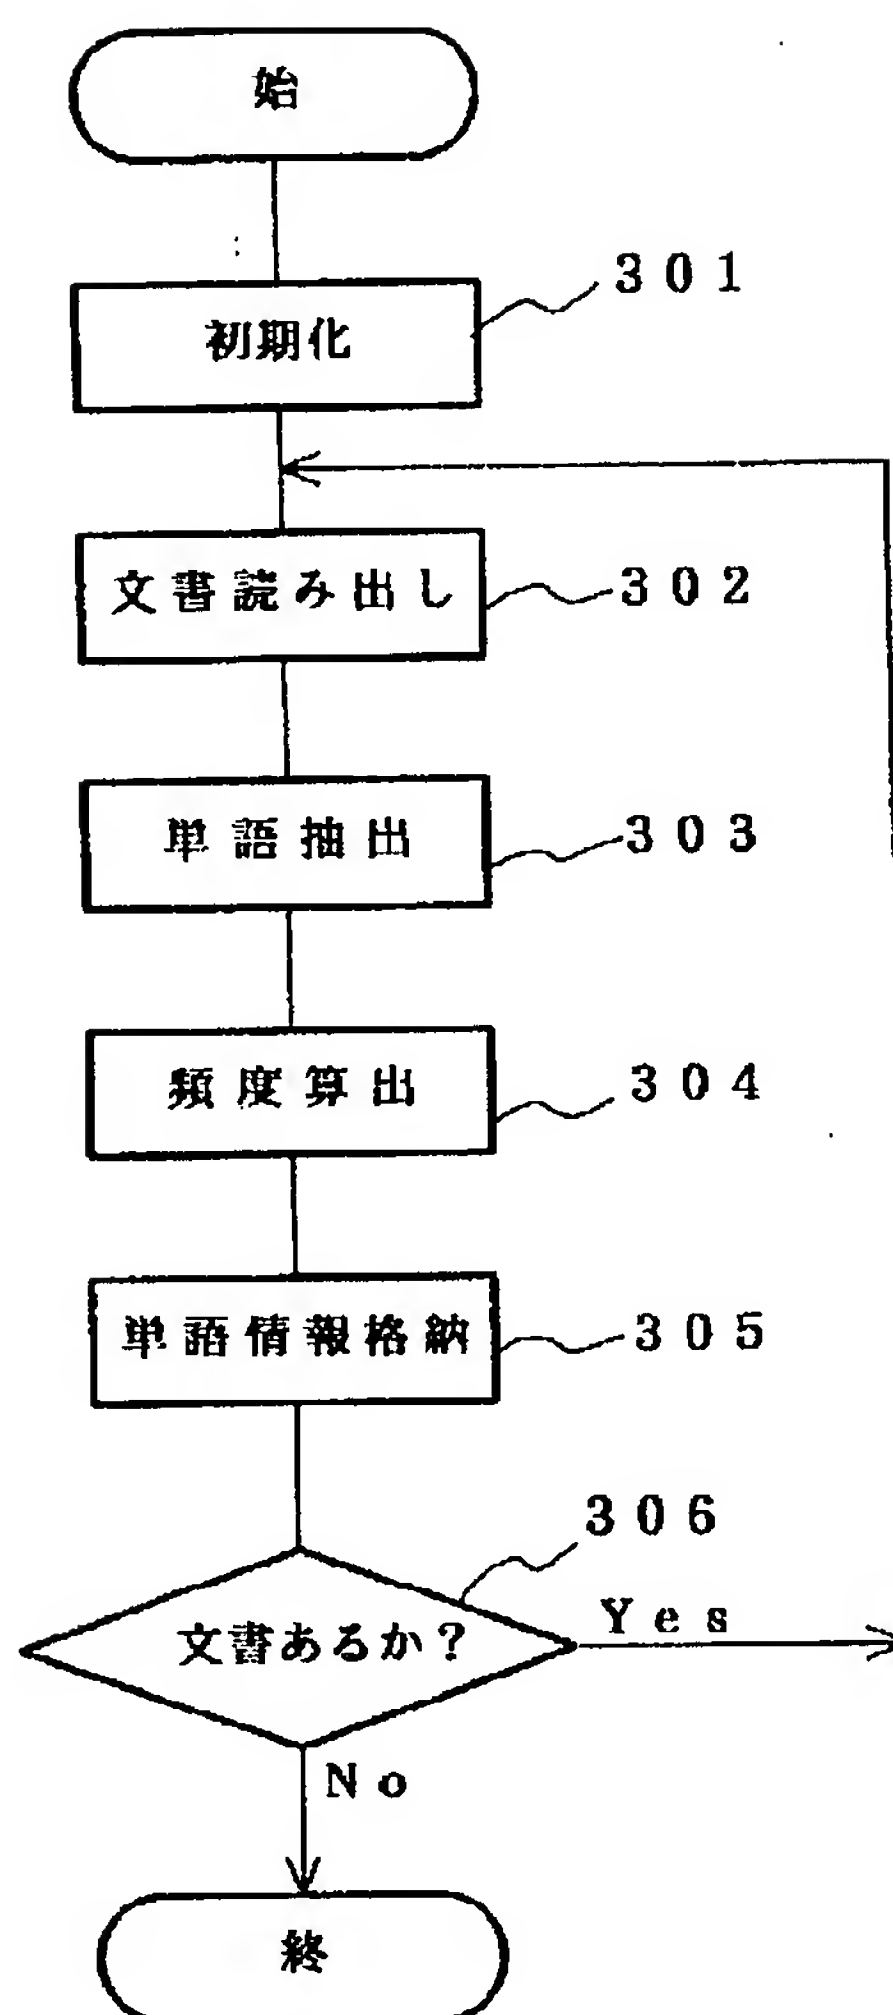 始
301
初期化
文書読み出し 302
単語抽出 303
頻度算出 304
単語情報格納 305
306
文書あるか? Yes
No
終